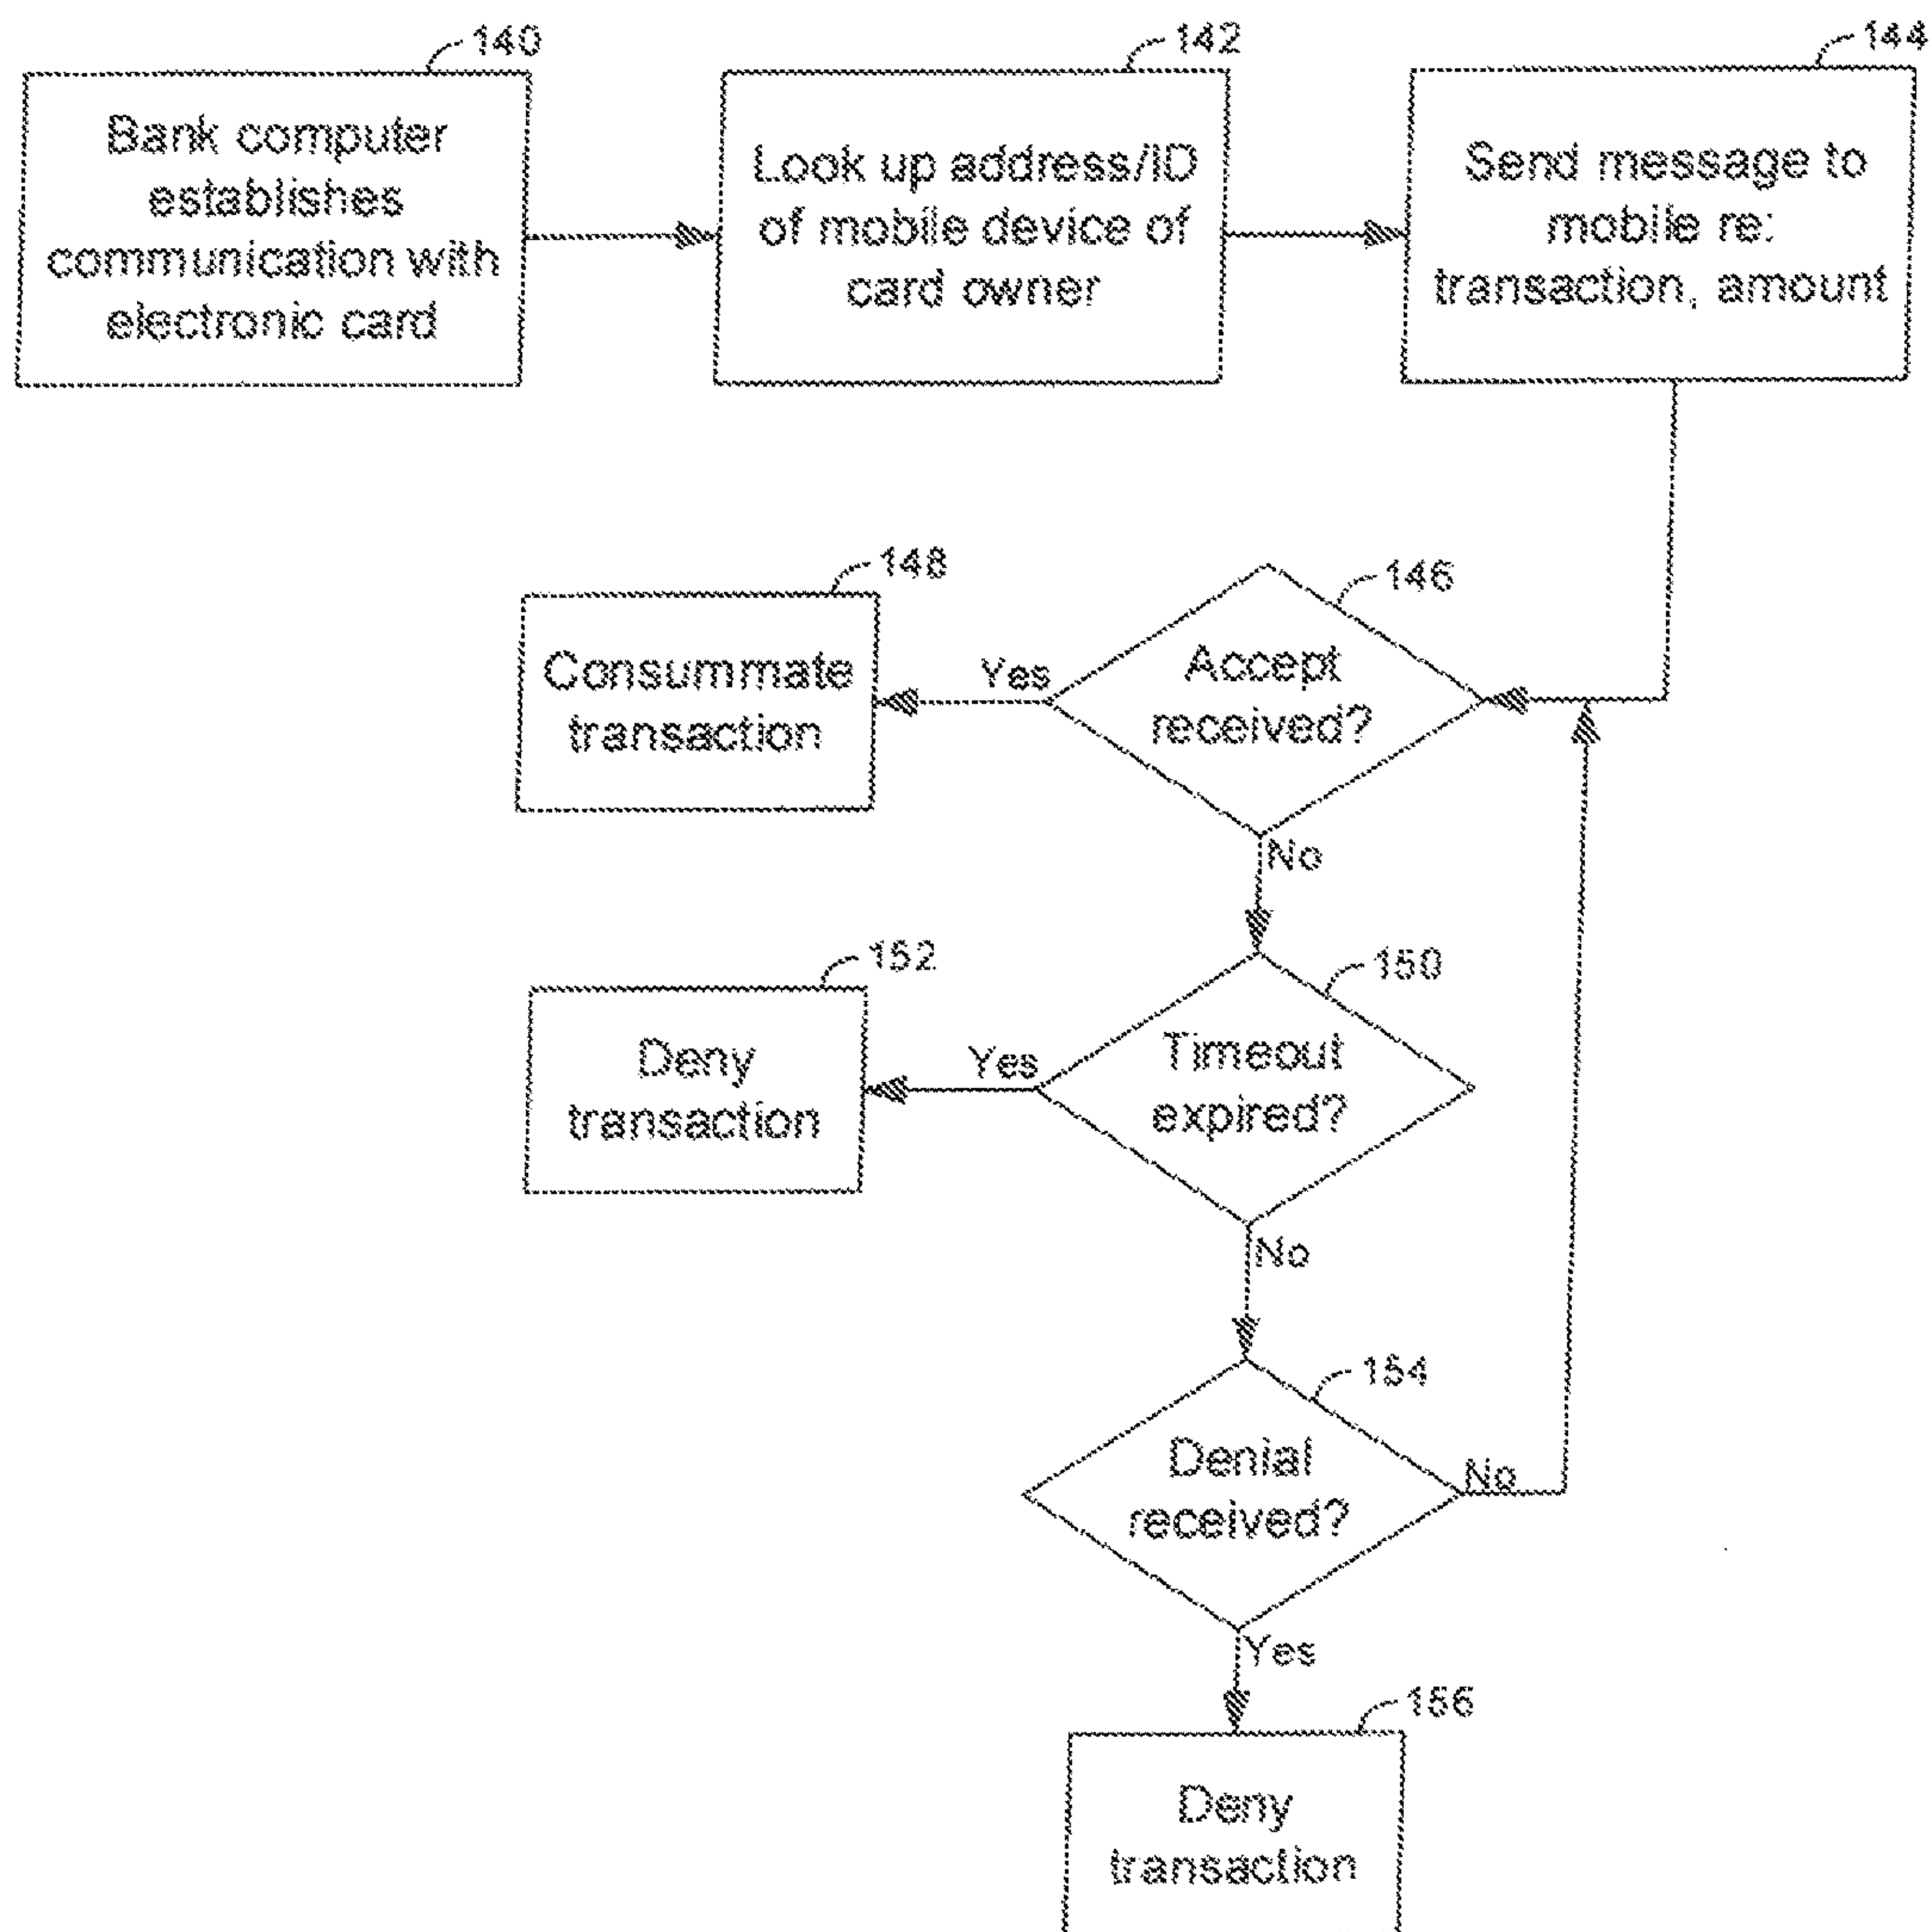 140
Bank computer
establishes
communication with
electronic card
142
Look up address/ID
of mobile device of
card owner
144
Send message to
mobile re:
transaction, amount
148
Consummate
transaction
Yes
146
Accept
received?
No
152
Deny
transaction
Yes
150
Timeout
expired?
No
154
Denial
received?
No
Yes
156
Deny
transaction